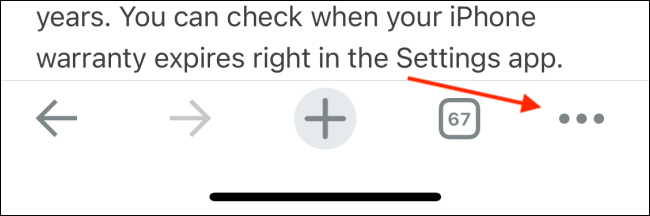 years. You can check when your iPhone
warranty expires right in the Settings app.
67